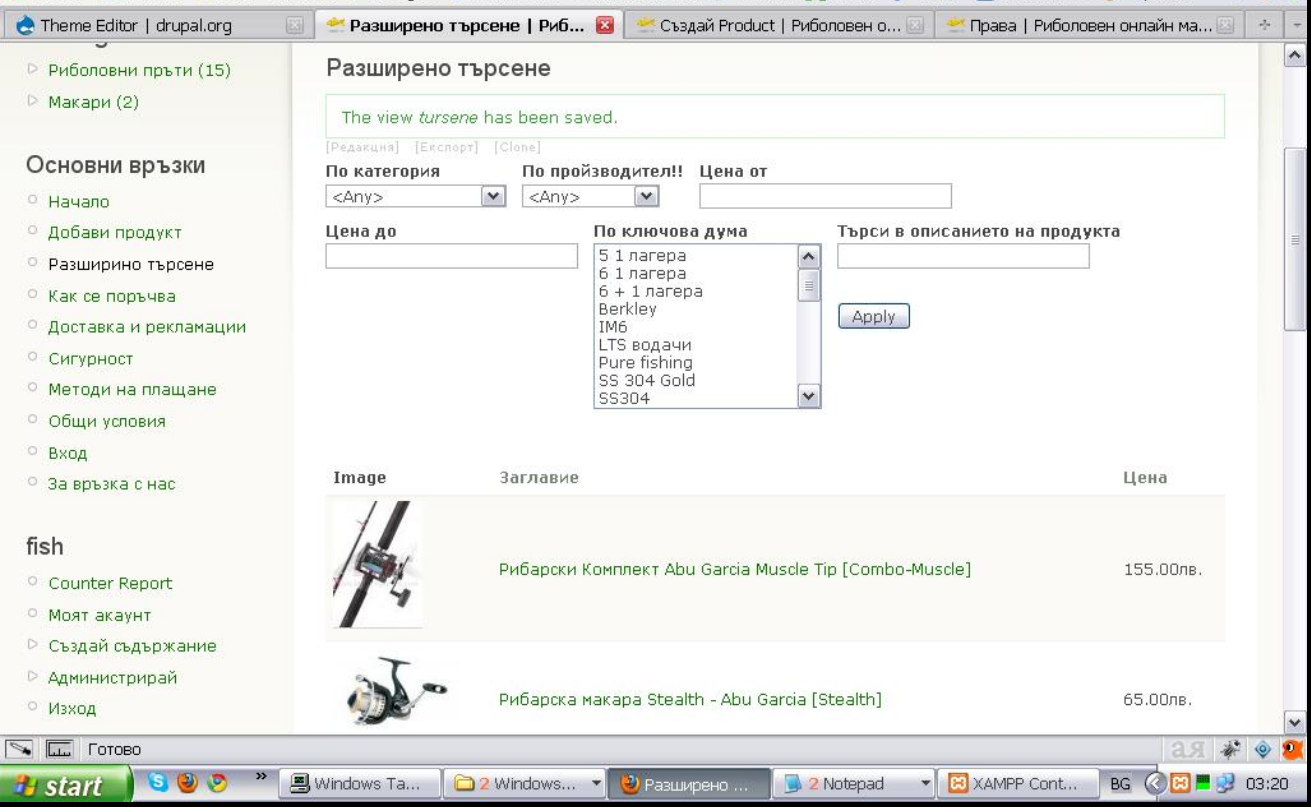 Theme Editor | drupal.org
Разширено търсене | Риб...
Създай Product | Риболовен о...
Права | Риболовен онлайн ма...
Риболовни пръти (15)
Макари (2)
Основни връзки
Начало
Добави продукт
Разширино търсене
Как се поръчва
Доставка и рекламации
Сигурност
Методи на плащане
Общи условия
Вход
За връзка с нас
fish
Counter Report
Моят акаунт
Създай съдържание
Администрирай
Изход
Разширено търсене
The view tursene has been saved.
[Редакция] [Експорт] [Clone]
По категория
<Any>
По пройзводител!!
<Any>
Цена от
Цена до
По ключова дума
5 1 лагера
6 1 лагера
6 + 1 лагера
Berkley
IM6
LTS водачи
Pure fishing
SS 304 Gold
SS304
Търси в описанието на продукта
Apply
Image Заглавие Цена
Рибарски Комплект Abu Garcia Muscle Tip [Combo-Muscle] 155.00лв.
Рибарска макара Stealth - Abu Garcia [Stealth] 65.00лв.
Готово
ая
start
»
Windows Ta...
2 Windows...
Разширено ...
2 Notepad
XAMPP Cont...
BG
03:20